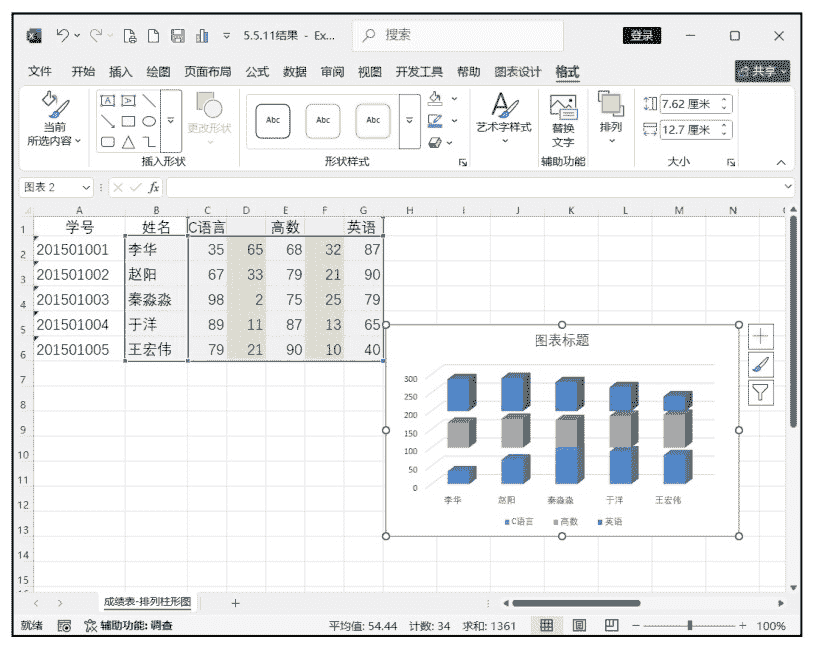 5.5.11结果 - Ex...
搜索
登录
文件 开始 插入 绘图 页面布局 公式 数据 审阅 视图 开发工具 帮助 图表设计 格式 共享
当前
所选内容
更改形状
插入形状
Abc Abc Abc
形状样式
艺术字样式
替换
文字
辅助功能
排列
7.62 厘米
12.7 厘米
大小
图表 2
fx
A B C D E F G H I J K L M N
1 学号 姓名 C语言 高数 英语
2 201501001 李华 35 65 68 32 87
3 201501002 赵阳 67 33 79 21 90
4 201501003 秦淼淼 98 2 75 25 79
5 201501004 于洋 89 11 87 13 65
6 201501005 王宏伟 79 21 90 10 40
7
8
9
10
11
12
13
14
15
图表标题
300
250
200
150
100
50
0
李华 赵阳 秦淼淼 于洋 王宏伟
C语言 高数 英语
成绩表-排列柱形图
就绪 辅助功能: 调查 平均值: 54.44 计数: 34 求和: 1361 100%